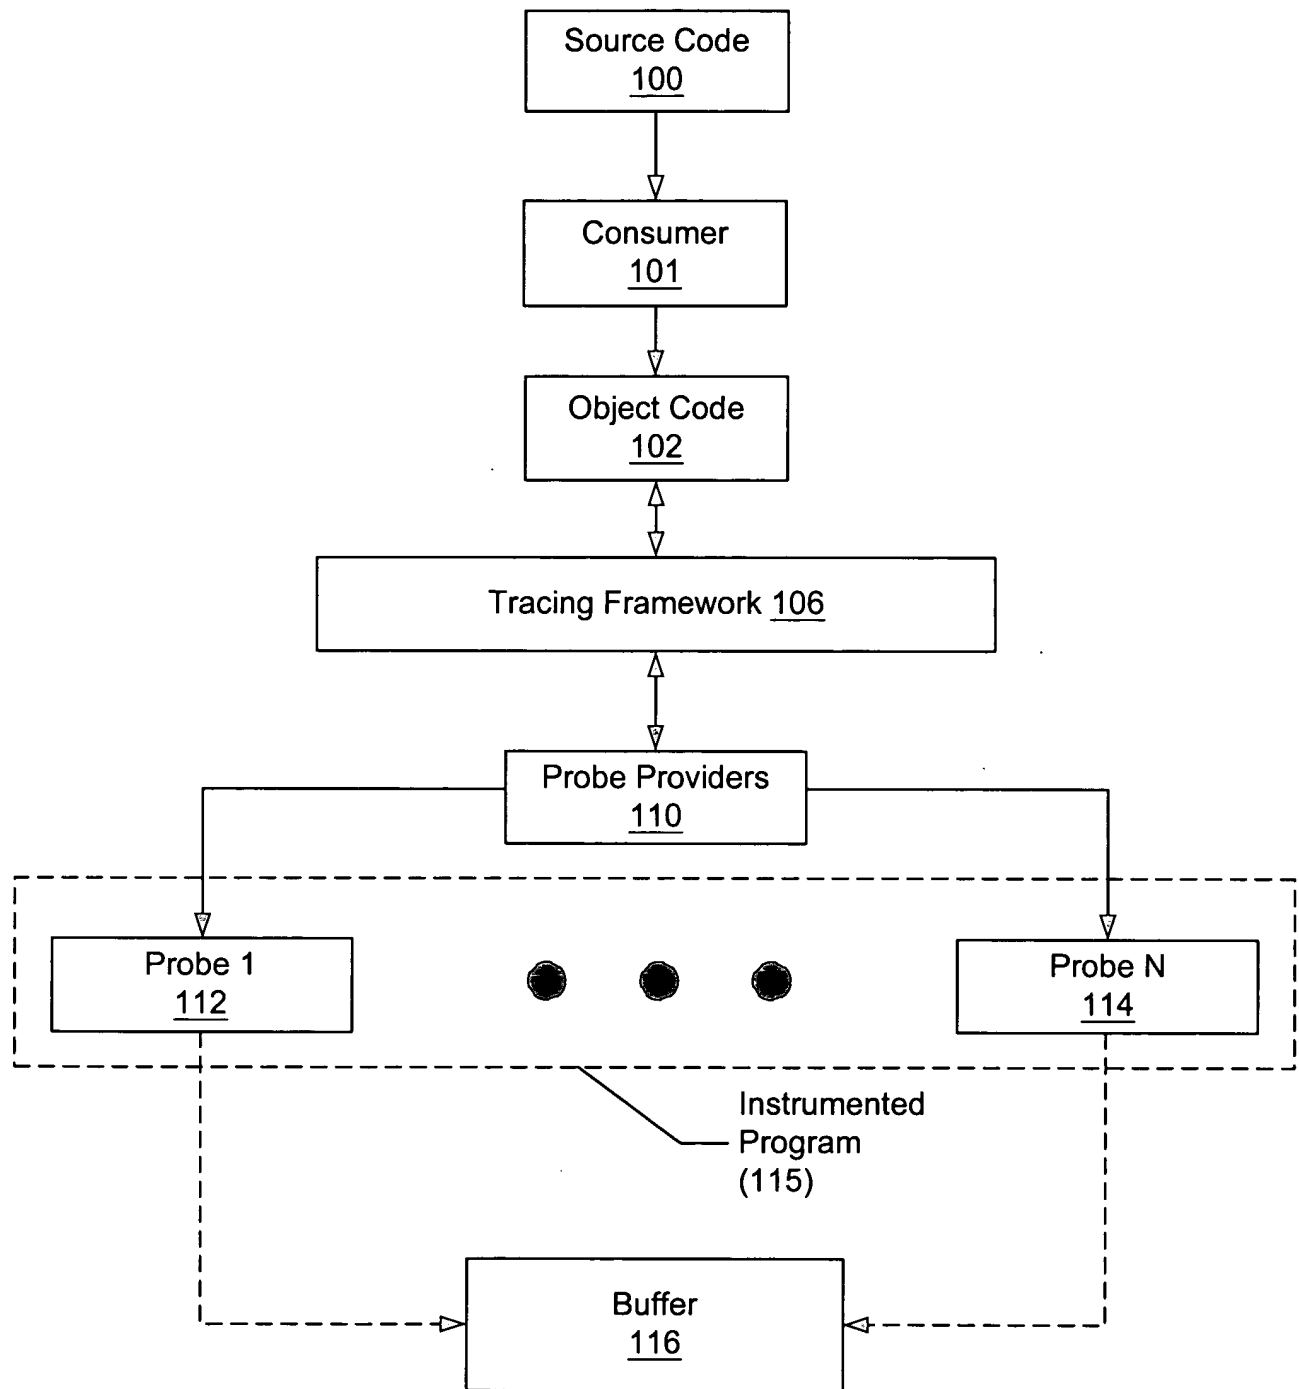 Source Code
100
Consumer
101
Object Code
102
Tracing Framework 106
Probe Providers
110
Probe 1
112
Probe N
114
Instrumented
Program
(115)
Buffer
116